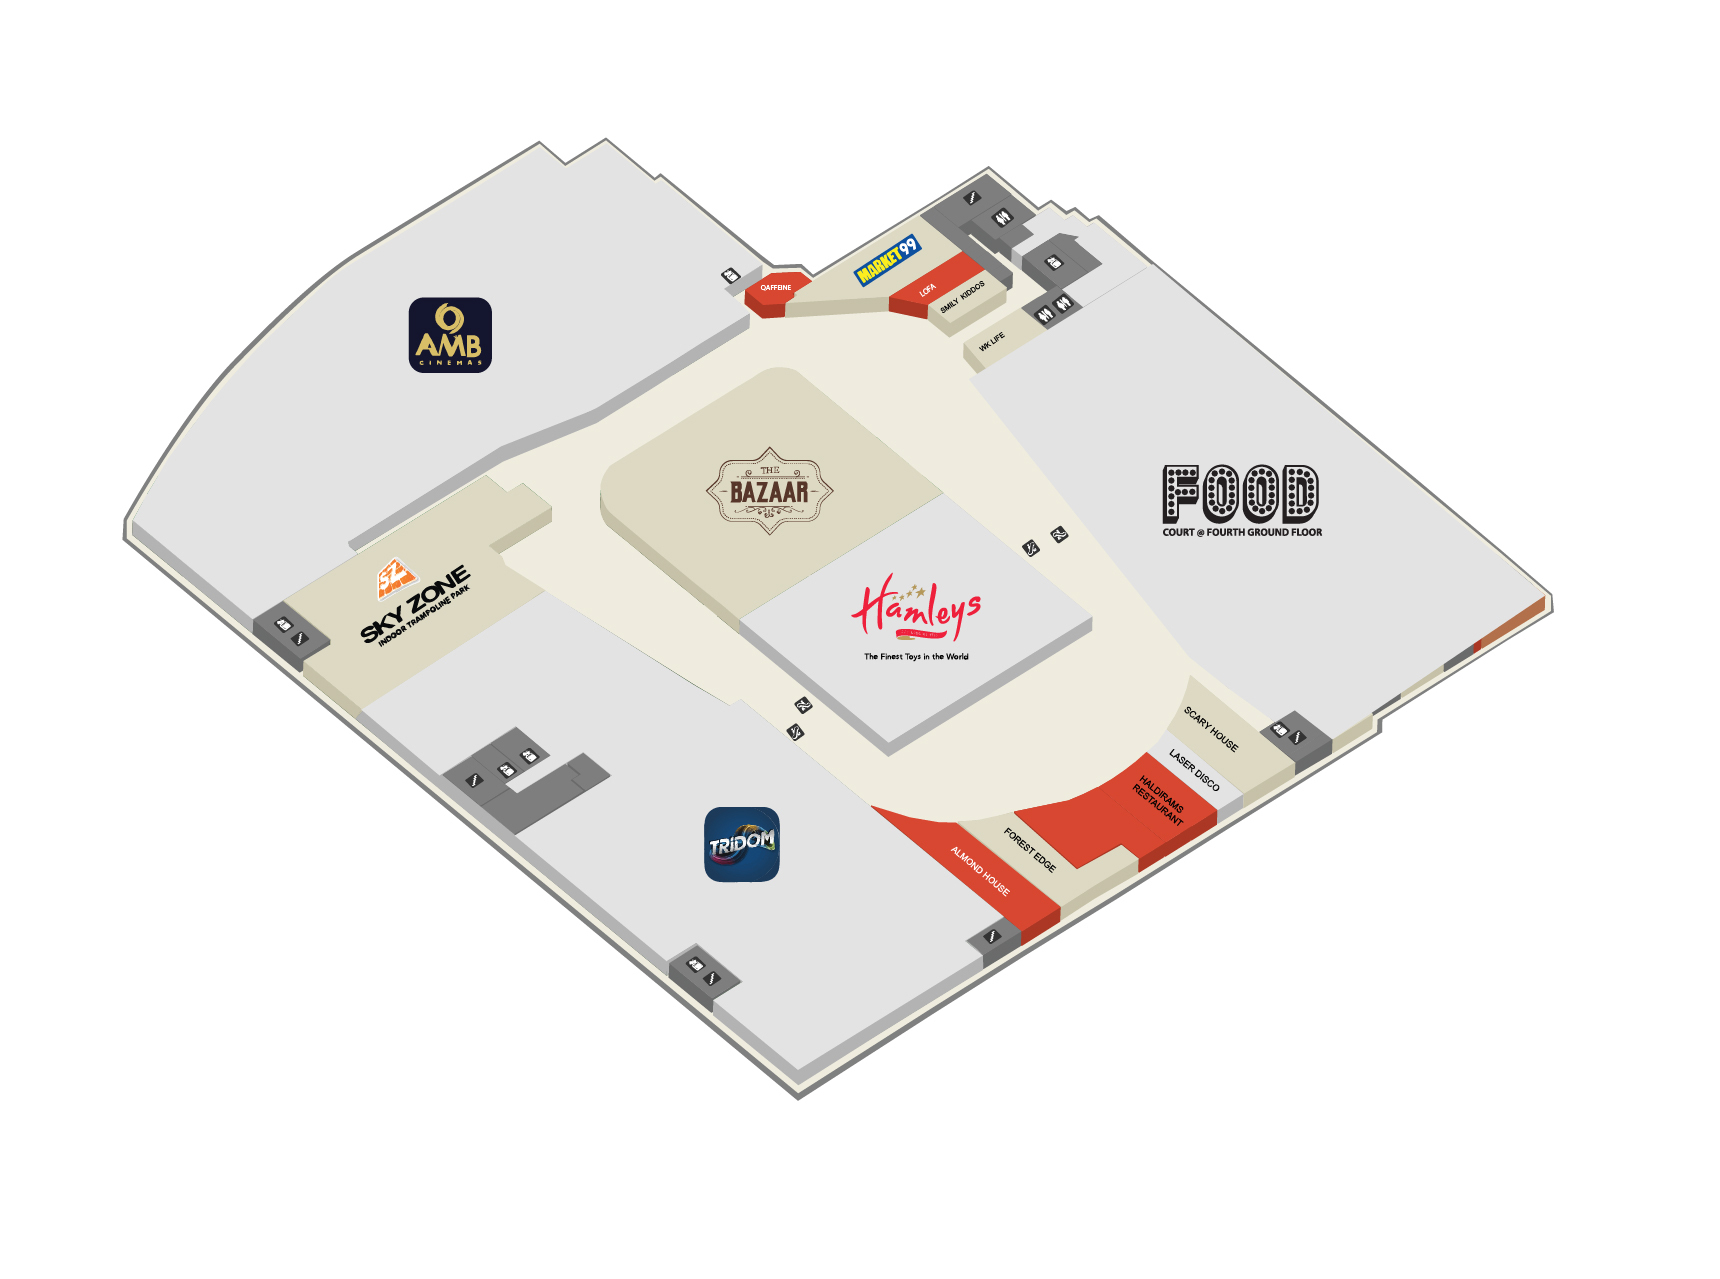 QAFFEINE
MARKET99
LOFA
SMILY KIDDOS
WK LIFE
AMB
CINEMAS
THE
BAZAAR
FOOD
COURT @ FOURTH GROUND FLOOR
SZ
SKY ZONE
INDOOR TRAMPOLINE PARK
Hamleys
The Finest Toys in the World
SCARY HOUSE
LASER DISCO
HALDIRAMS
RESTAURANT
FOREST EDGE
ALMOND HOUSE
TRIDOM